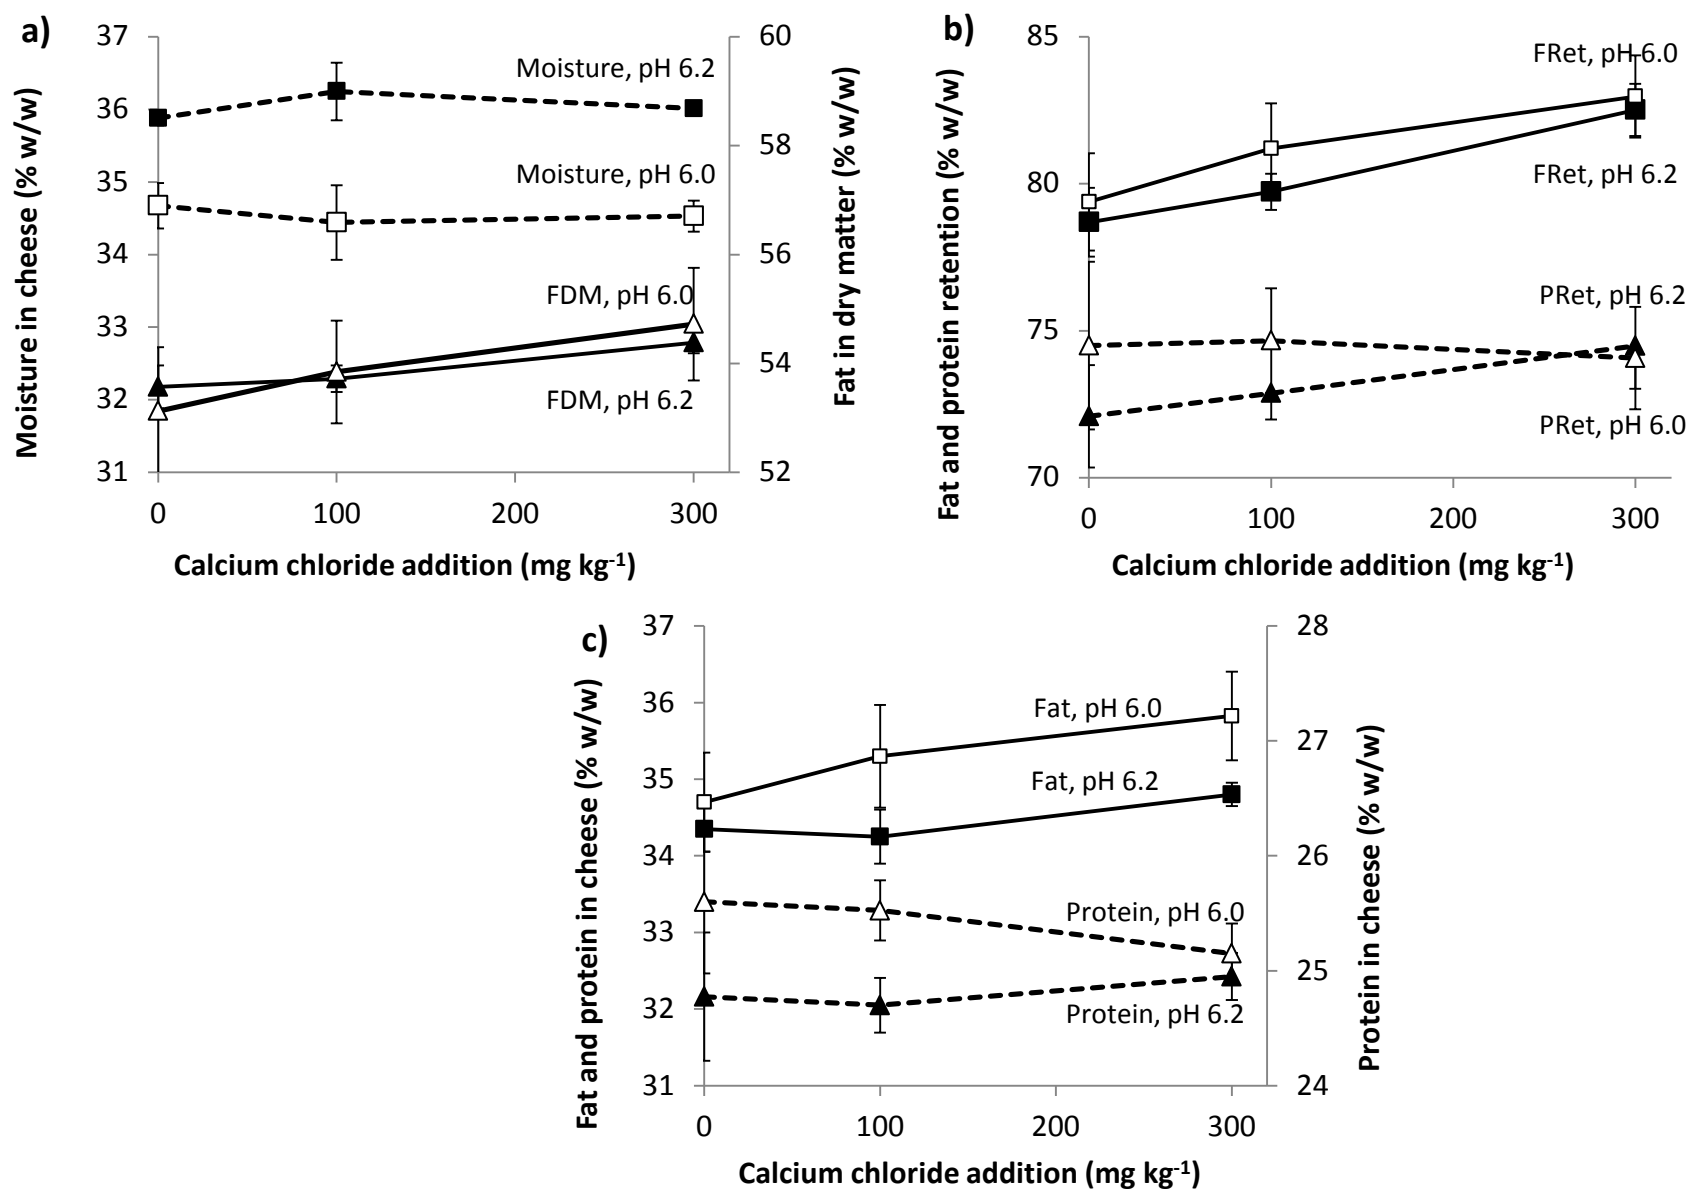 a)
Moisture in cheese (% w/w)
37
36
35
34
33
32
31
Moisture, pH 6.2
Moisture, pH 6.0
FDM, pH 6.0
FDM, pH 6.2
60
58
56
54
52
Fat in dry matter (% w/w)
0
100
200
300
Calcium chloride addition (mg kg⁻¹)
b)
Fat and protein retention (% w/w)
85
80
75
70
FRet, pH 6.0
FRet, pH 6.2
PRet, pH 6.2
PRet, pH 6.0
0
100
200
300
Calcium chloride addition (mg kg⁻¹)
c)
Fat and protein in cheese (% w/w)
37
36
35
34
33
32
31
Fat, pH 6.0
Fat, pH 6.2
Protein, pH 6.0
Protein, pH 6.2
28
27
26
25
24
Protein in cheese (% w/w)
0
100
200
300
Calcium chloride addition (mg kg⁻¹)